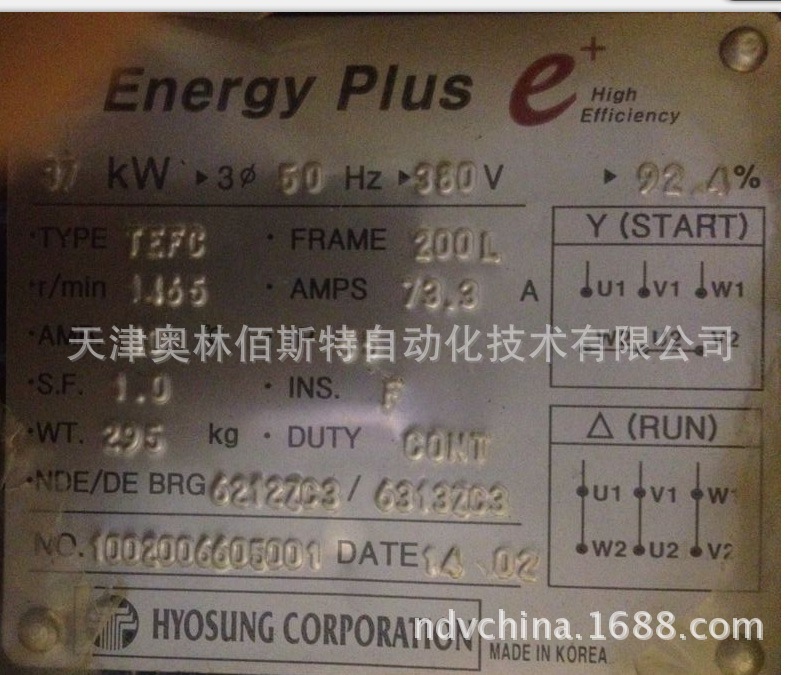 Energy Plus e+ High Efficiency
37 kW ▸ 3ø 50 Hz ▸ 380 V ▸ 92.4 %
·TYPE TEFC · FRAME 200L
·r/min 1465 · AMPS 73.3 A
天津奥林佰斯特自动化技术有限公司
·S.F. 1.0 · INS. F
·WT. 295 kg · DUTY CONT
·NDE/DE BRG 6212ZC3 / 6313ZC3
NO. 1002006605001 DATE 14.02
Y (START)
U1 V1 W1
U2 V2
△ (RUN)
U1 V1 W1
W2 U2 V2
HYOSUNG CORPORATION
ndvchina.1688.com
MADE IN KOREA